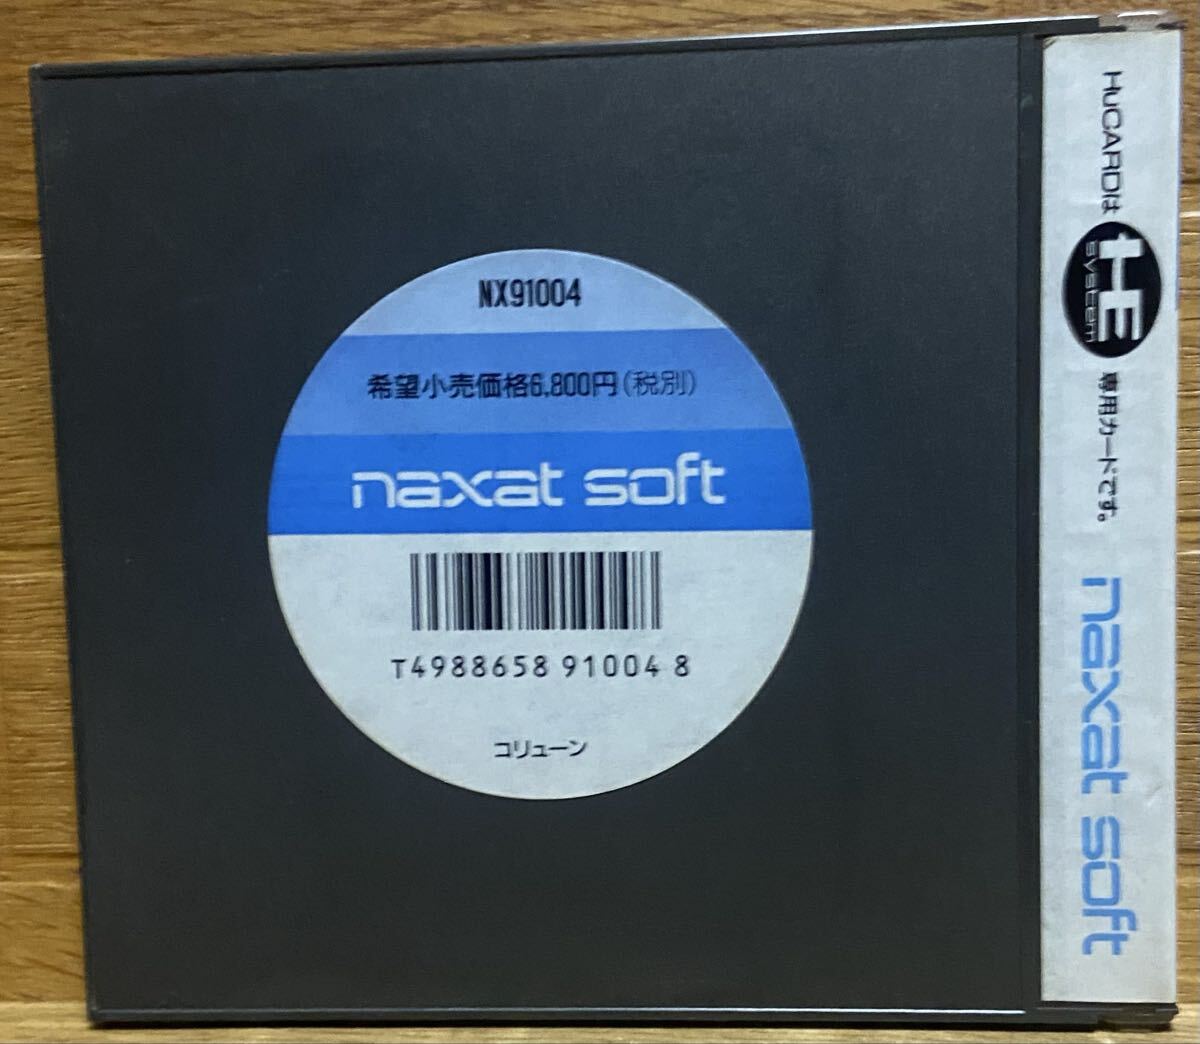 NX91004
希望小売価格6,800円(税別)
naxat soft
T4988658 91004 8
コリューン
HuCARDは HE system 専用カードです。
naxat soft